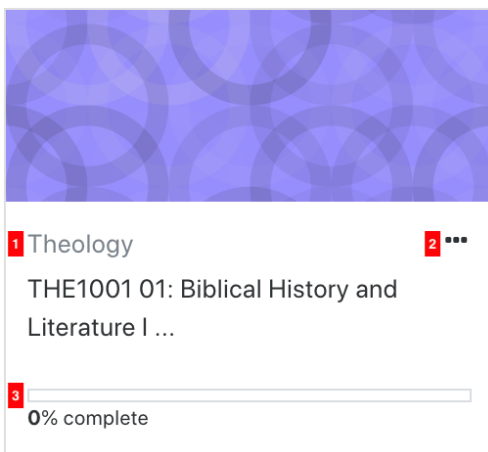 1 Theology 2 •••
THE1001 01: Biblical History and
Literature I ...
3
0% complete